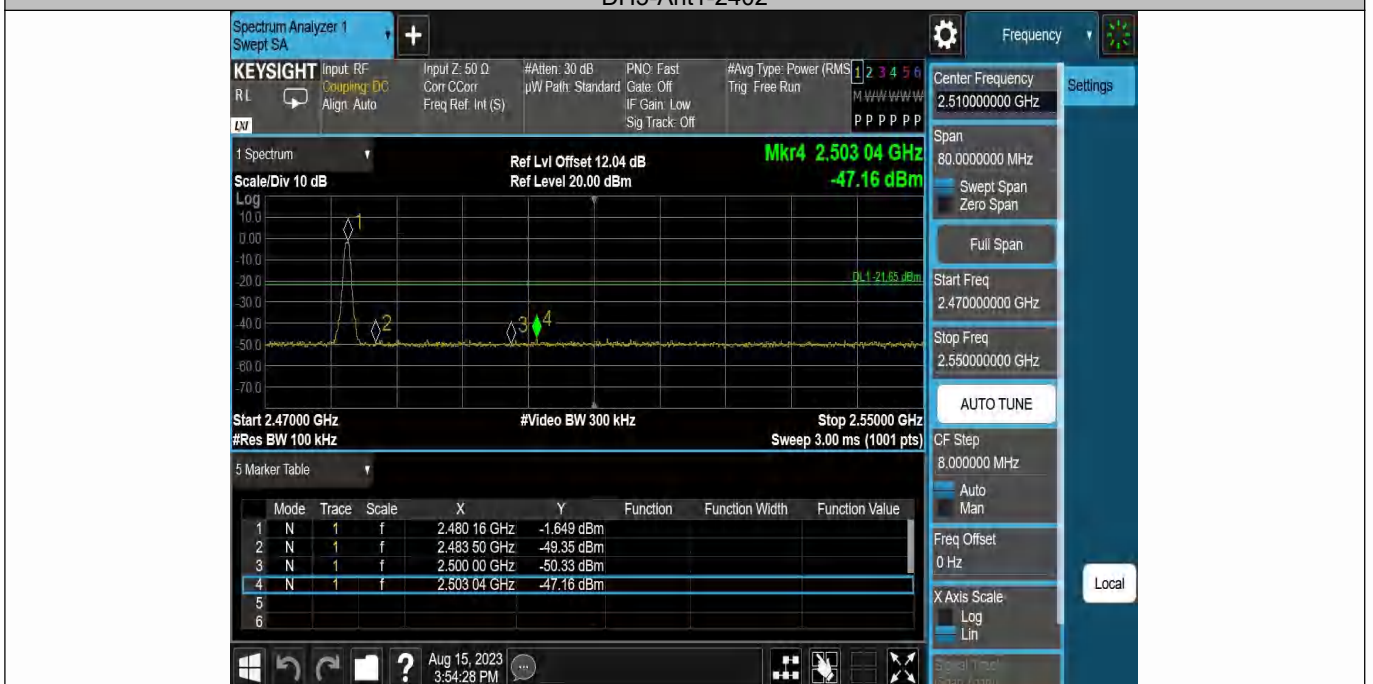 Spectrum Analyzer 1
Swept SA
+
Frequency
KEYSIGHT
RL
LXI
Input: RF
Coupling: DC
Align: Auto
Input Z: 50 Ω
Corr CCorr
Freq Ref: Int (S)
#Atten: 30 dB
µW Path: Standard
PNO: Fast
Gate: Off
IF Gain: Low
Sig Track: Off
#Avg Type: Power (RMS
Trig: Free Run
1 2 3 4 5 6
M W W W W W
P P P P P P
1 Spectrum
Scale/Div 10 dB
Ref Lvl Offset 12.04 dB
Ref Level 20.00 dBm
Mkr4 2.503 04 GHz
-47.16 dBm
Log
10.0
0.00
-10.0
-20.0
-30.0
-40.0
-50.0
-60.0
-70.0
1
2
3
4
DL1 -21.65 dBm
Start 2.47000 GHz
#Video BW 300 kHz
Stop 2.55000 GHz
#Res BW 100 kHz
Sweep 3.00 ms (1001 pts)
5 Marker Table
Mode Trace Scale X Y Function Function Width Function Value
1 N 1 f 2.480 16 GHz -1.649 dBm
2 N 1 f 2.483 50 GHz -49.35 dBm
3 N 1 f 2.500 00 GHz -50.33 dBm
4 N 1 f 2.503 04 GHz -47.16 dBm
5
6
?
Aug 15, 2023
3:54:28 PM
Center Frequency
2.510000000 GHz
Settings
Span
80.0000000 MHz
Swept Span
Zero Span
Full Span
Start Freq
2.470000000 GHz
Stop Freq
2.550000000 GHz
AUTO TUNE
CF Step
8.000000 MHz
Auto
Man
Freq Offset
0 Hz
X Axis Scale
Log
Lin
Local